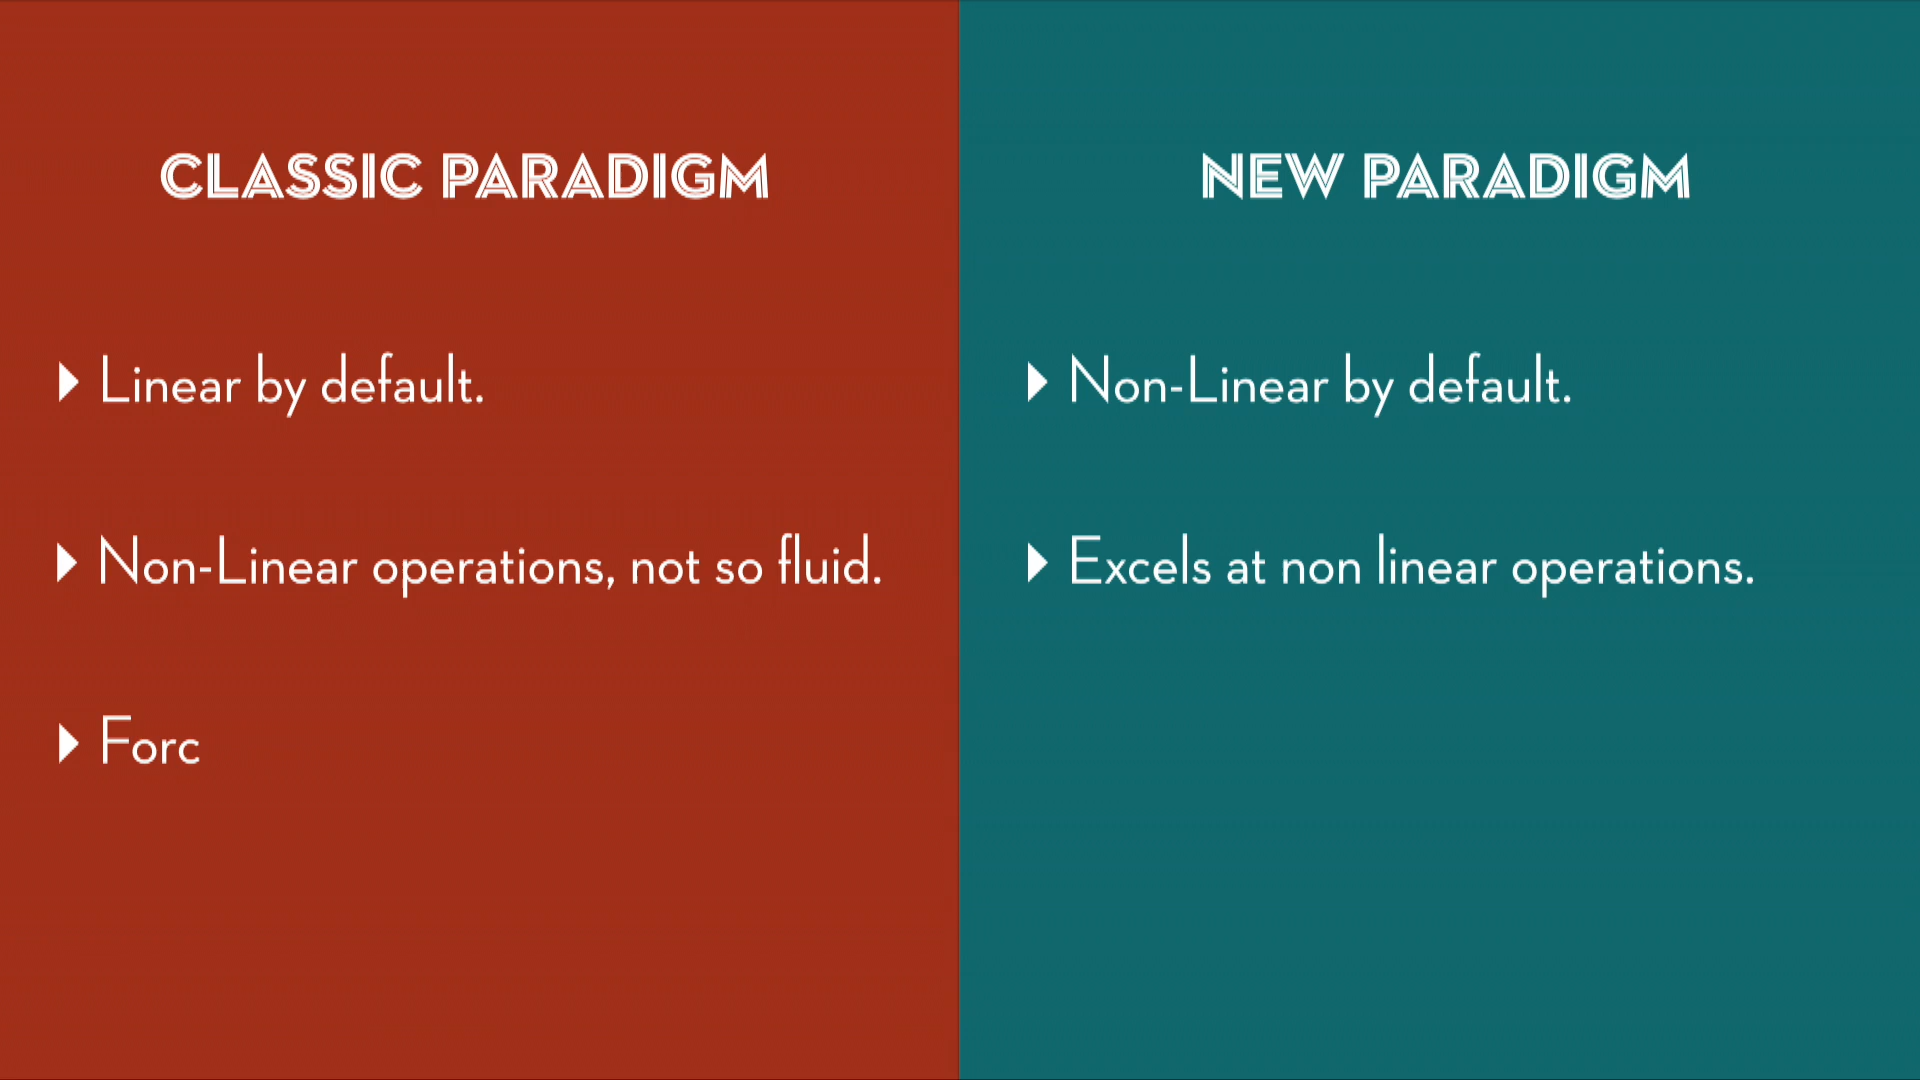 CLASSIC PARADIGM
Linear by default.
Non-Linear operations, not so fluid.
Forc
NEW PARADIGM
Non-Linear by default.
Excels at non linear operations.